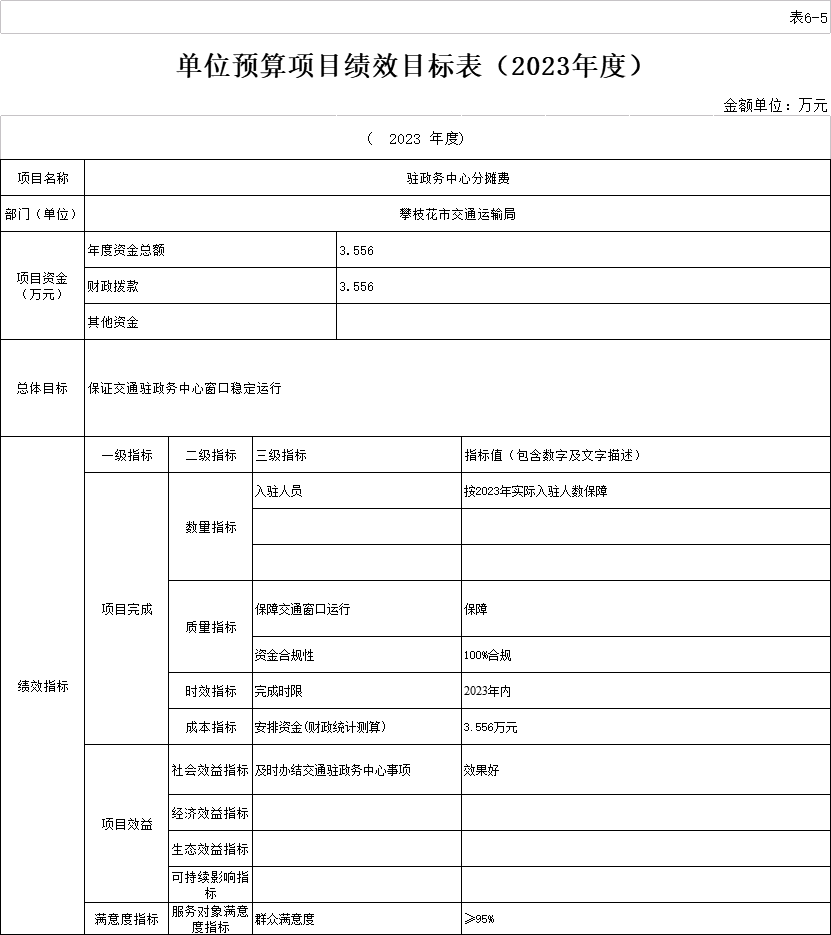 表6-5
单位预算项目绩效目标表（2023年度）
金额单位：万元
( 2023 年度)
项目名称 驻政务中心分摊费
部门（单位） 攀枝花市交通运输局
项目资金
（万元）
年度资金总额 3.556
财政拨款 3.556
其他资金
总体目标 保证交通驻政务中心窗口稳定运行
绩效指标
一级指标 二级指标 三级指标 指标值（包含数字及文字描述）
项目完成
数量指标
入驻人员 按2023年实际入驻人数保障
质量指标
保障交通窗口运行 保障
资金合规性 100%合规
时效指标 完成时限 2023年内
成本指标 安排资金(财政统计测算) 3.556万元
项目效益
社会效益指标 及时办结交通驻政务中心事项 效果好
经济效益指标
生态效益指标
可持续影响指
标
满意度指标
服务对象满意
度指标
群众满意度 ≥95%